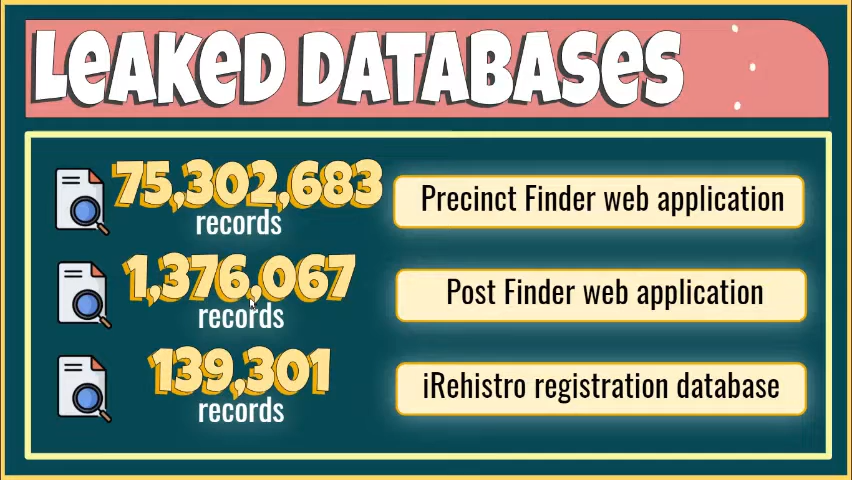 LEAKED DATABASES
75,302,683
records
Precinct Finder web application
1,376,067
records
Post Finder web application
139,301
records
iRehistro registration database